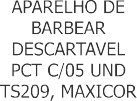 APARELHO DE
BARBEAR
DESCARTAVEL
PCT C/05 UND
TS209, MAXICOR